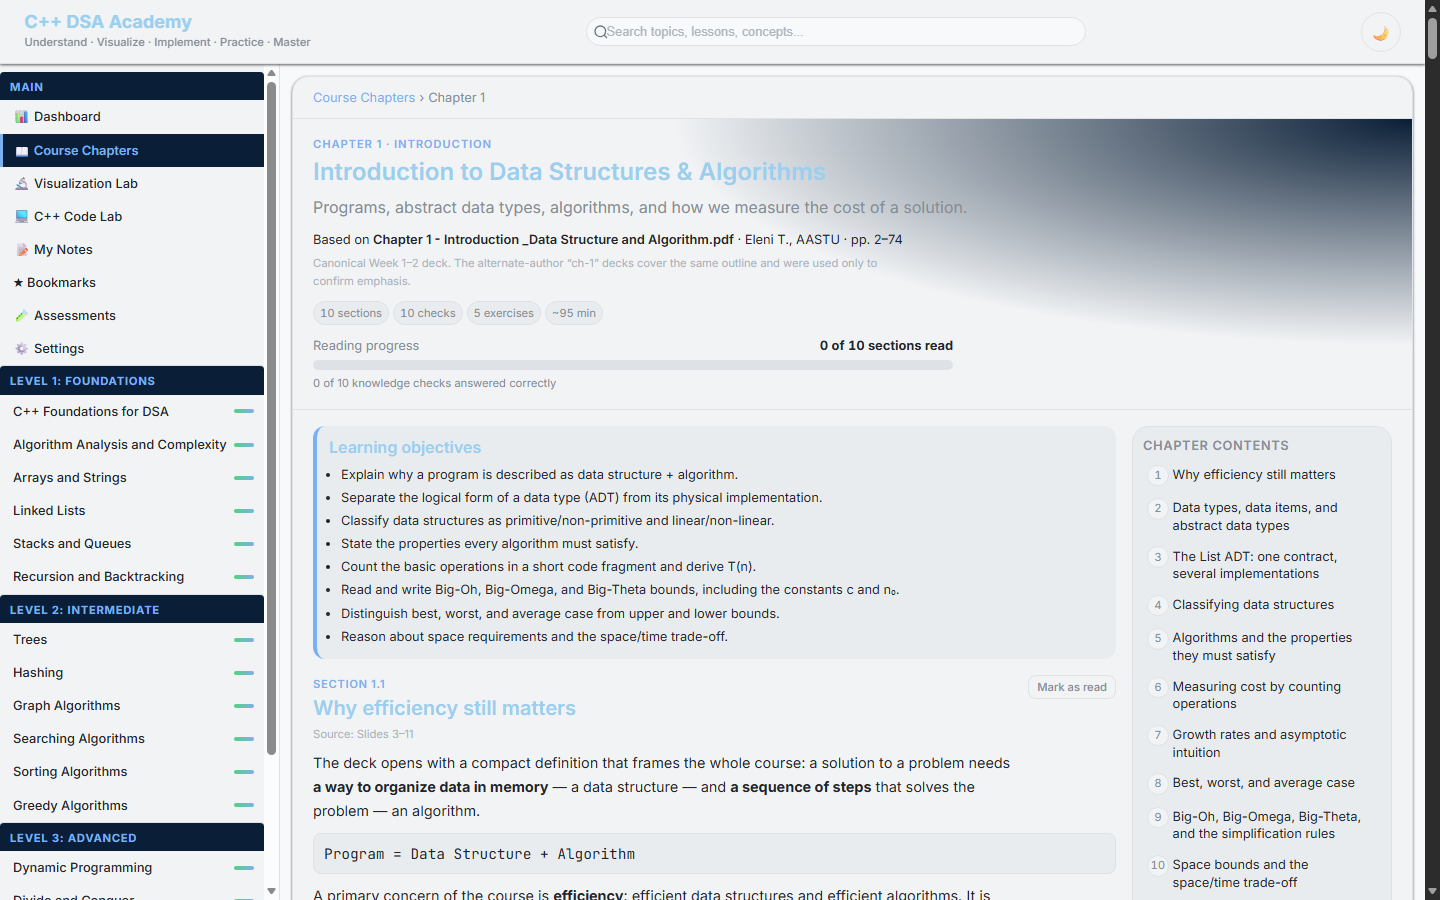 C++ DSA Academy
Understand · Visualize · Implement · Practice · Master
Search topics, lessons, concepts...
MAIN
Dashboard
Course Chapters
Visualization Lab
C++ Code Lab
My Notes
★ Bookmarks
Assessments
Settings
LEVEL 1: FOUNDATIONS
C++ Foundations for DSA
Algorithm Analysis and Complexity
Arrays and Strings
Linked Lists
Stacks and Queues
Recursion and Backtracking
LEVEL 2: INTERMEDIATE
Trees
Hashing
Graph Algorithms
Searching Algorithms
Sorting Algorithms
Greedy Algorithms
LEVEL 3: ADVANCED
Dynamic Programming
Divide and Conquer
Course Chapters › Chapter 1
CHAPTER 1 · INTRODUCTION
Introduction to Data Structures & Algorithms
Programs, abstract data types, algorithms, and how we measure the cost of a solution.
Based on Chapter 1 - Introduction _Data Structure and Algorithm.pdf · Eleni T., AASTU · pp. 2–74
Canonical Week 1–2 deck. The alternate-author “ch-1” decks cover the same outline and were used only to
confirm emphasis.
10 sections
10 checks
5 exercises
~95 min
Reading progress
0 of 10 sections read
0 of 10 knowledge checks answered correctly
Learning objectives
• Explain why a program is described as data structure + algorithm.
• Separate the logical form of a data type (ADT) from its physical implementation.
• Classify data structures as primitive/non-primitive and linear/non-linear.
• State the properties every algorithm must satisfy.
• Count the basic operations in a short code fragment and derive T(n).
• Read and write Big-Oh, Big-Omega, and Big-Theta bounds, including the constants c and n₀.
• Distinguish best, worst, and average case from upper and lower bounds.
• Reason about space requirements and the space/time trade-off.
SECTION 1.1
Mark as read
Why efficiency still matters
Source: Slides 3–11
The deck opens with a compact definition that frames the whole course: a solution to a problem needs
a way to organize data in memory — a data structure — and a sequence of steps that solves the
problem — an algorithm.
Program = Data Structure + Algorithm
A primary concern of the course is efficiency: efficient data structures and efficient algorithms. It is
CHAPTER CONTENTS
1 Why efficiency still matters
2 Data types, data items, and
abstract data types
3 The List ADT: one contract,
several implementations
4 Classifying data structures
5 Algorithms and the properties
they must satisfy
6 Measuring cost by counting
operations
7 Growth rates and asymptotic
intuition
8 Best, worst, and average case
9 Big-Oh, Big-Omega, Big-Theta,
and the simplification rules
10 Space bounds and the
space/time trade-off